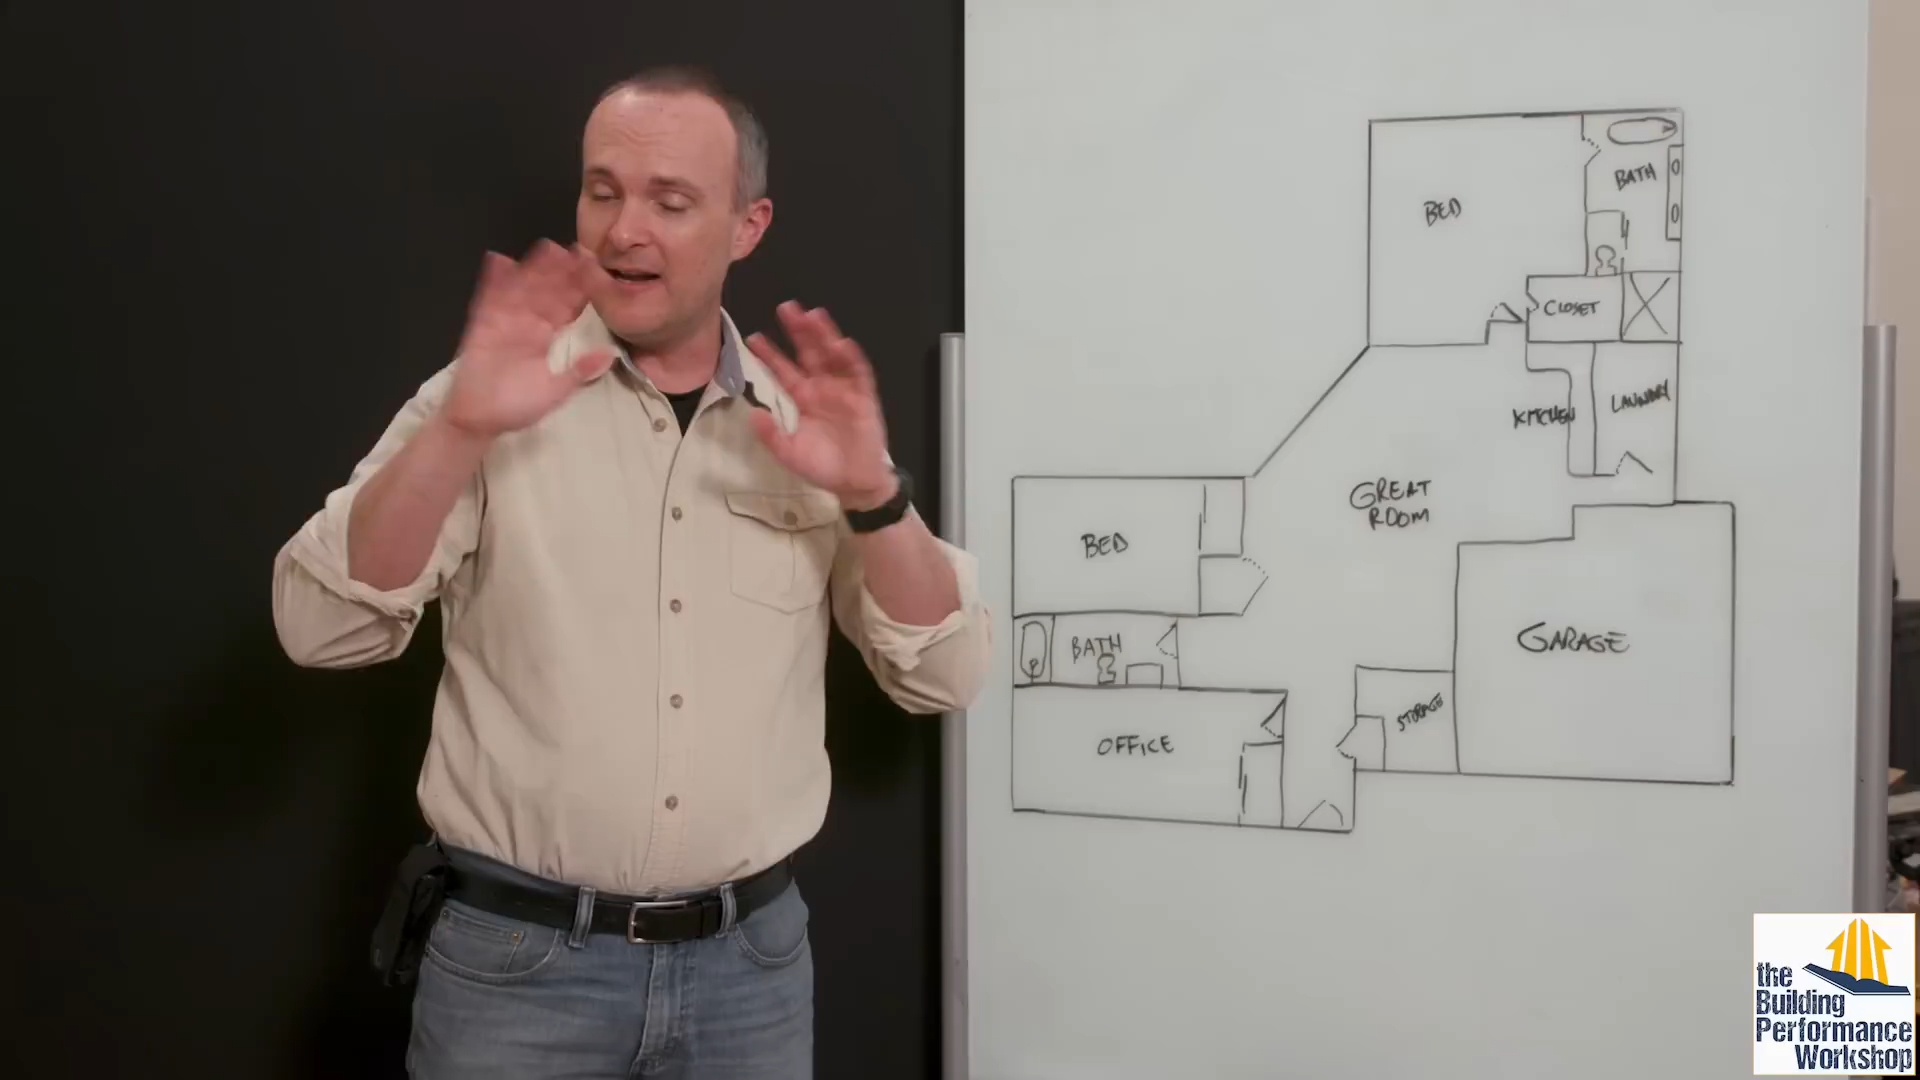 BED
BATH
CLOSET
KITCHEN
LAUNDRY
GREAT
ROOM
BED
BATH
GARAGE
STORAGE
OFFICE
the
Building
Performance
Workshop